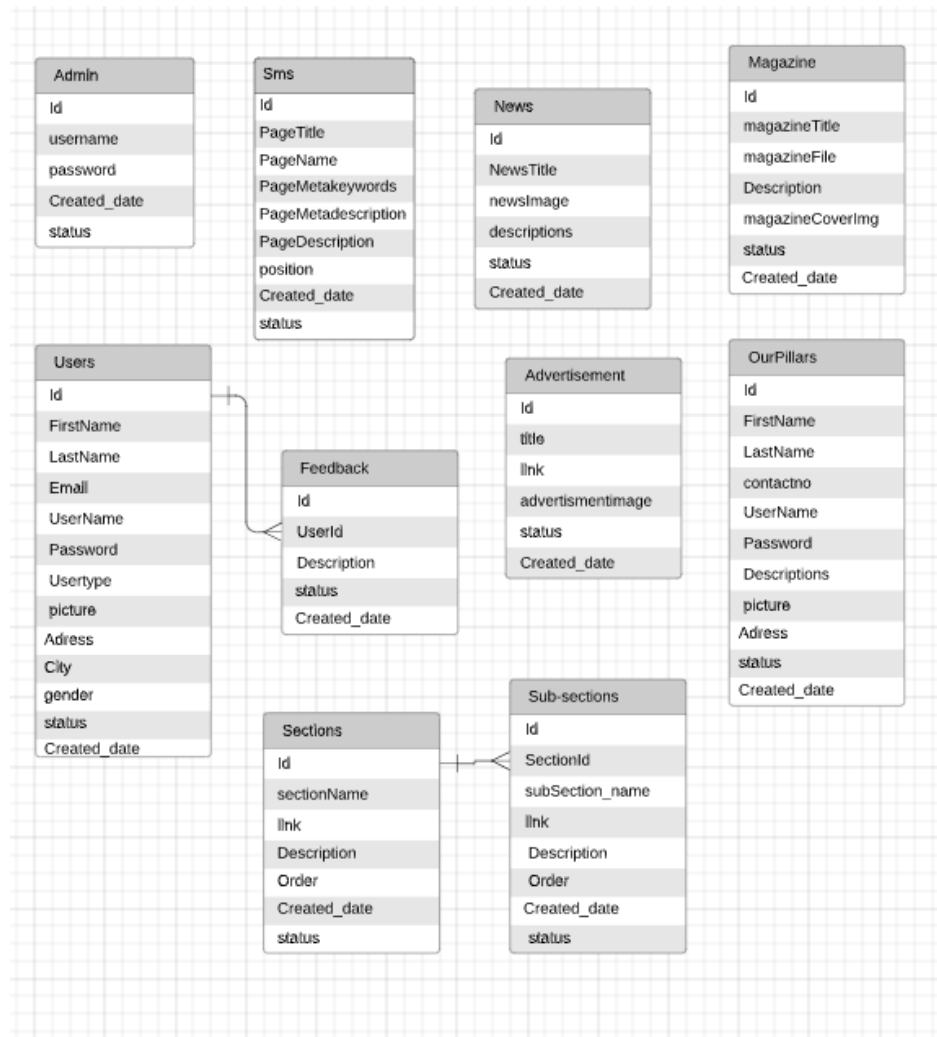 Admin
Id
username
password
Created_date
status
Sms
Id
PageTitle
PageName
PageMetakeywords
PageMetadescription
PageDescription
position
Created_date
status
News
Id
NewsTitle
newsImage
descriptions
status
Created_date
Magazine
Id
magazineTitle
magazineFile
Description
magazineCoverImg
status
Created_date
Users
Id
FirstName
LastName
Email
UserName
Password
Usertype
picture
Adress
City
gender
status
Created_date
Feedback
Id
UserId
Description
status
Created_date
Advertisement
Id
title
link
advertismentimage
status
Created_date
OurPillars
Id
FirstName
LastName
contactno
UserName
Password
Descriptions
picture
Adress
status
Created_date
Sections
Id
sectionName
link
Description
Order
Created_date
status
Sub-sections
Id
SectionId
subSection_name
link
Description
Order
Created_date
status